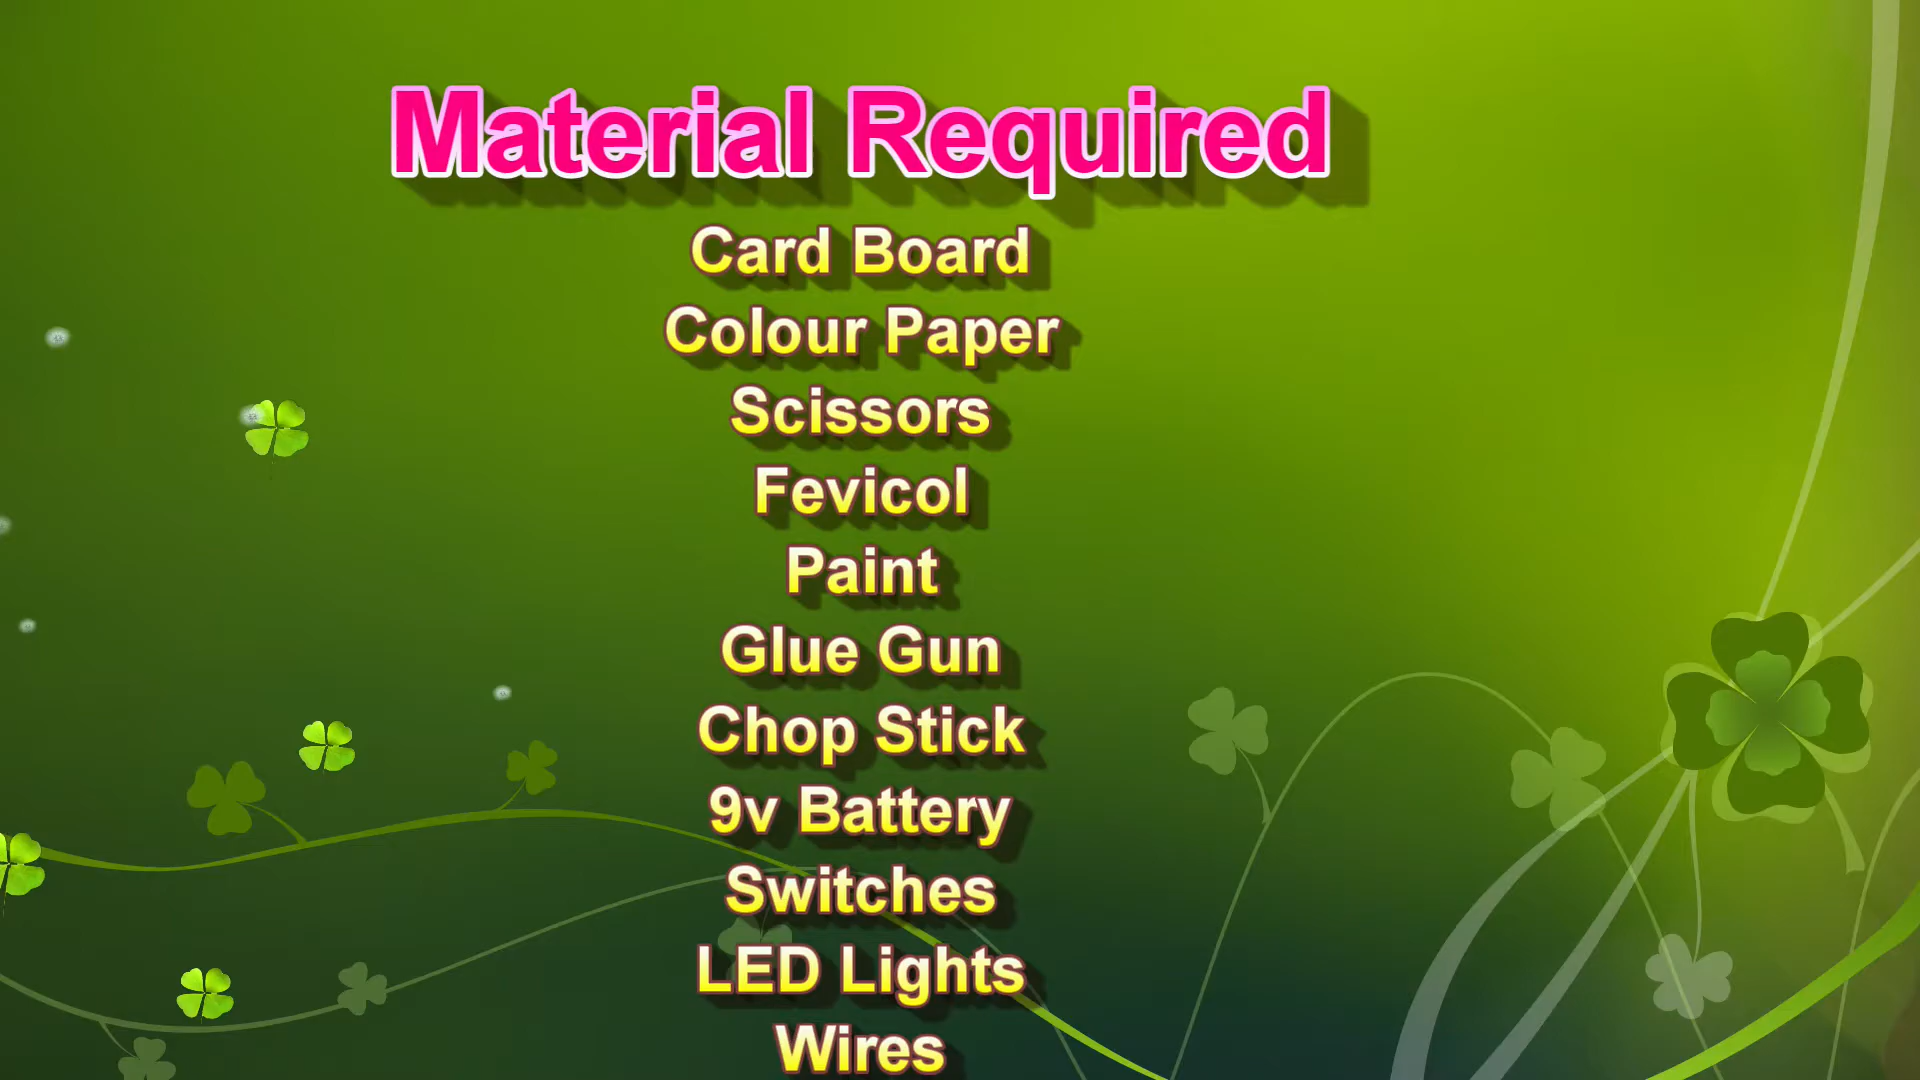 Material Required
Card Board
Colour Paper
Scissors
Fevicol
Paint
Glue Gun
Chop Stick
9v Battery
Switches
LED Lights
Wires